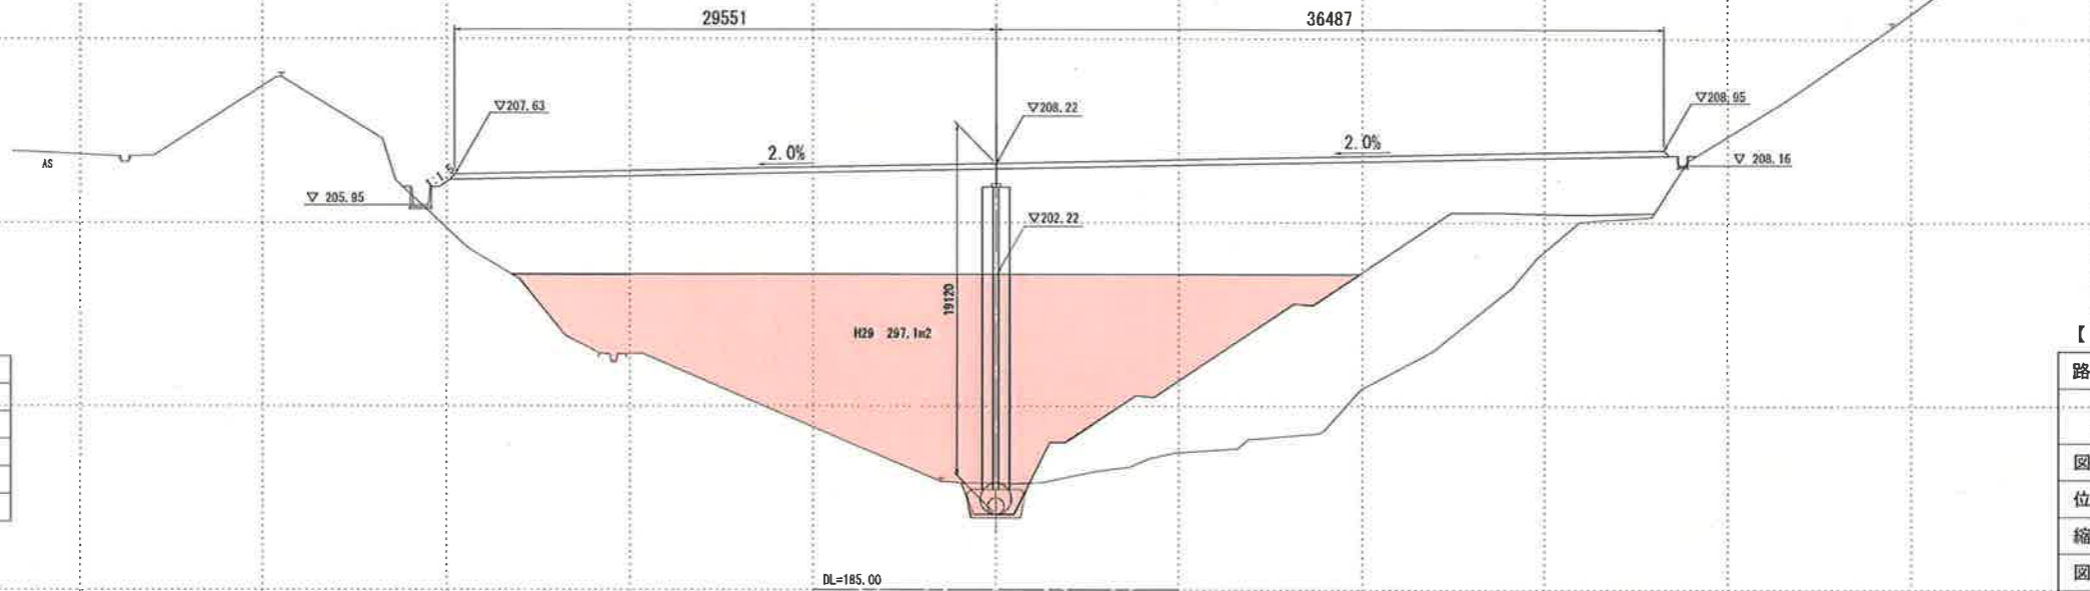 29551
36487
▽207.63
▽208.22
▽208.95
2.0%
2.0%
AS
1:1.5
▽ 208.16
▽ 205.95
▽202.22
19120
H29 297.1m2
【
路
図
位
縮
図
DL=185.00